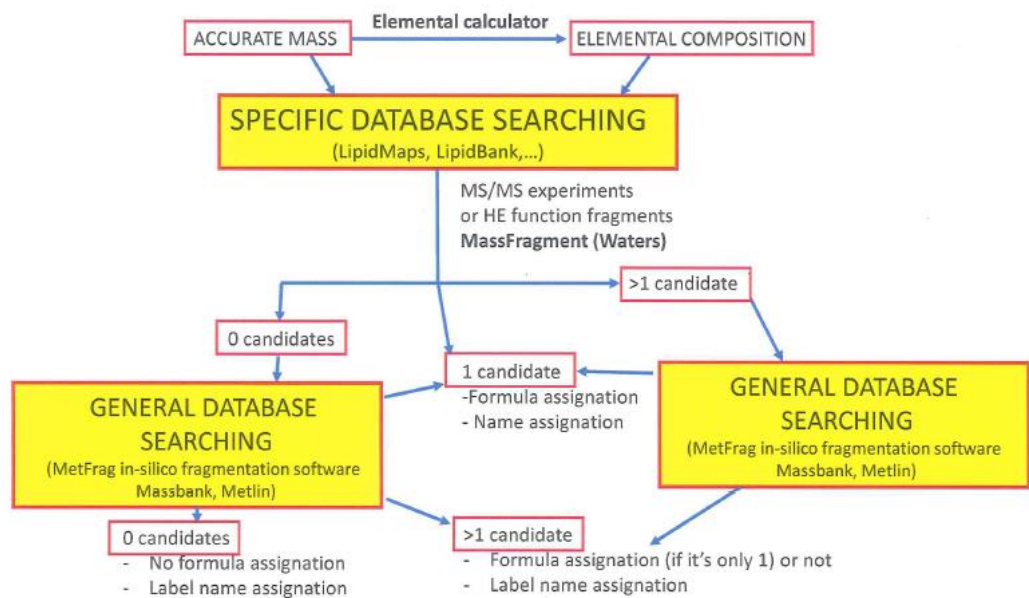 Elemental calculator
ACCURATE MASS
ELEMENTAL COMPOSITION
SPECIFIC DATABASE SEARCHING
(LipidMaps, LipidBank,...)
MS/MS experiments
or HE function fragments
MassFragment (Waters)
>1 candidate
0 candidates
1 candidate
-Formula assignation
- Name assignation
GENERAL DATABASE
SEARCHING
(MetFrag in-silico fragmentation software
Massbank, Metlin)
GENERAL DATABASE
SEARCHING
(MetFrag in-silico fragmentation software
Massbank, Metlin)
0 candidates
- No formula assignation
- Label name assignation
>1 candidate
- Formula assignation (if it's only 1) or not
- Label name assignation